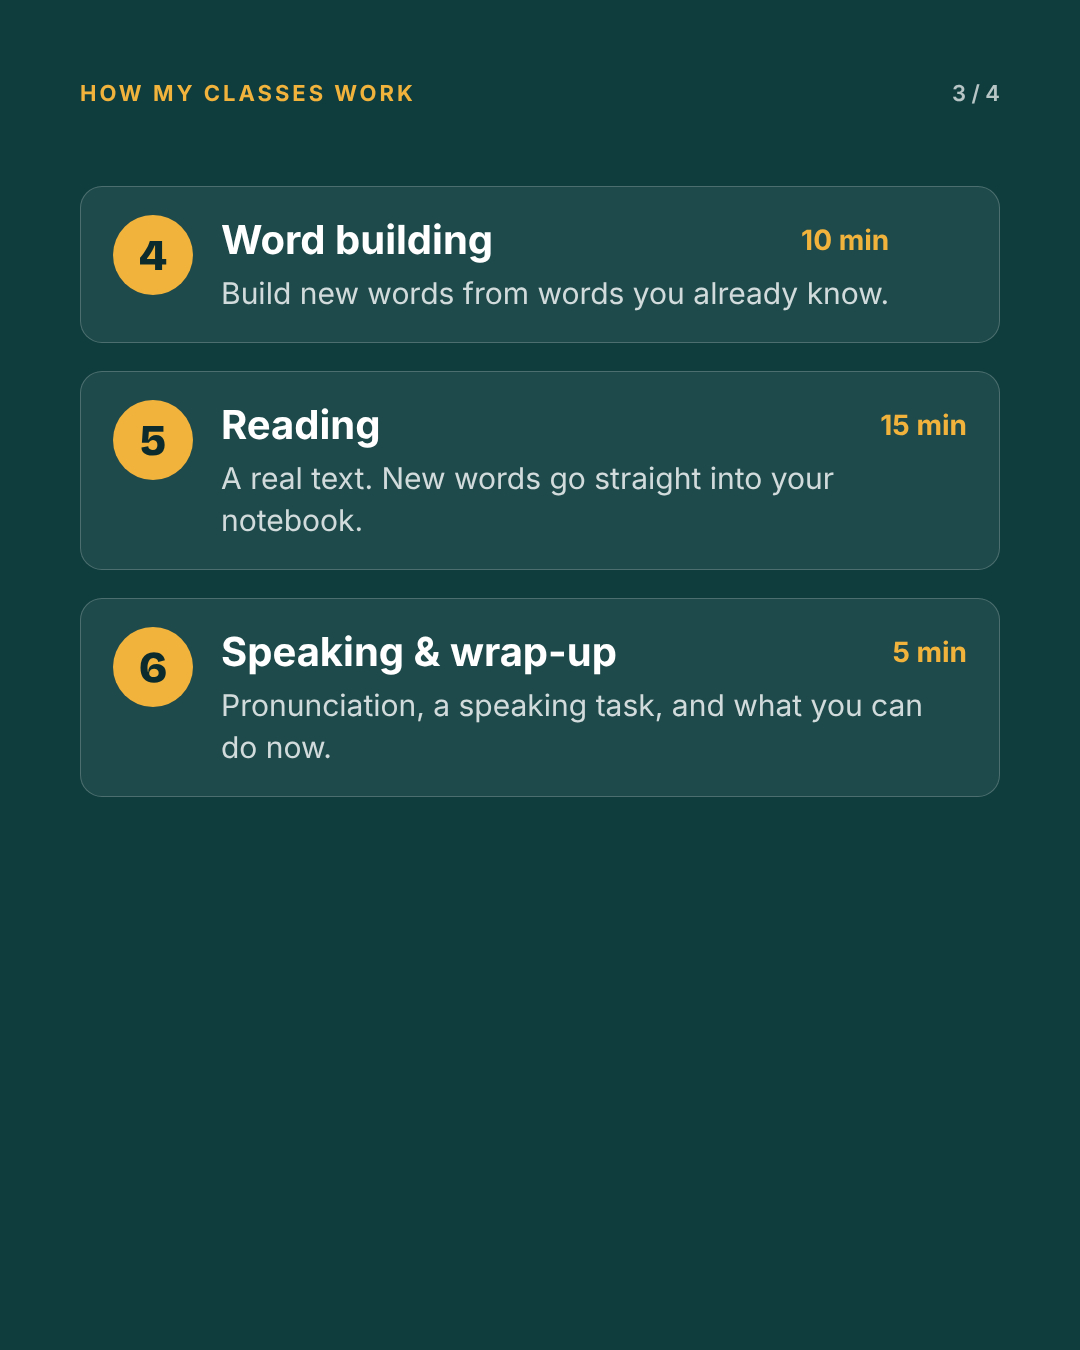 HOW MY CLASSES WORK 3 / 4
4 Word building 10 min
Build new words from words you already know.
5 Reading 15 min
A real text. New words go straight into your
notebook.
6 Speaking & wrap-up 5 min
Pronunciation, a speaking task, and what you can
do now.